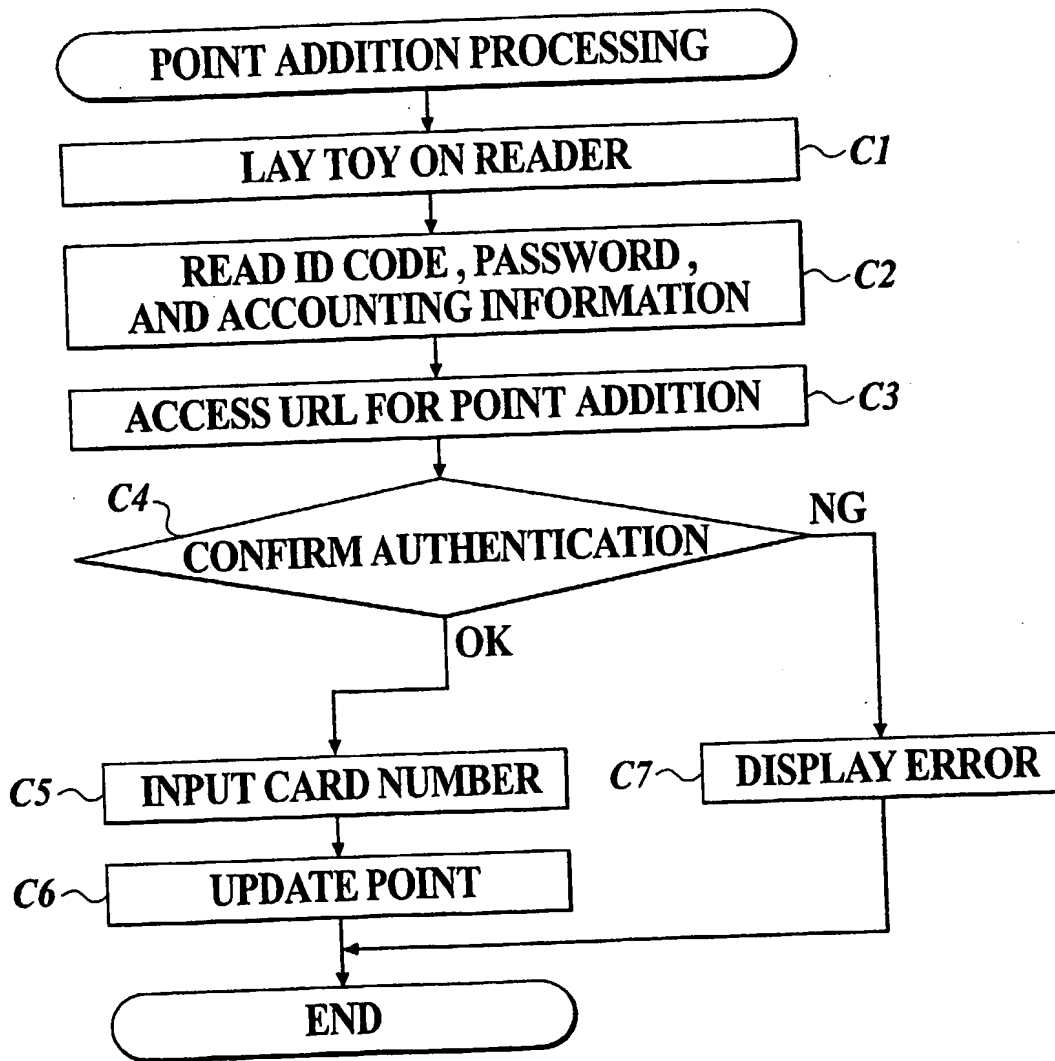 POINT ADDITION PROCESSING
LAY TOY ON READER
C1
READ ID CODE , PASSWORD ,
AND ACCOUNTING INFORMATION
C2
ACCESS URL FOR POINT ADDITION
C3
C4
CONFIRM AUTHENTICATION
NG
OK
C5
INPUT CARD NUMBER
C7
DISPLAY ERROR
C6
UPDATE POINT
END